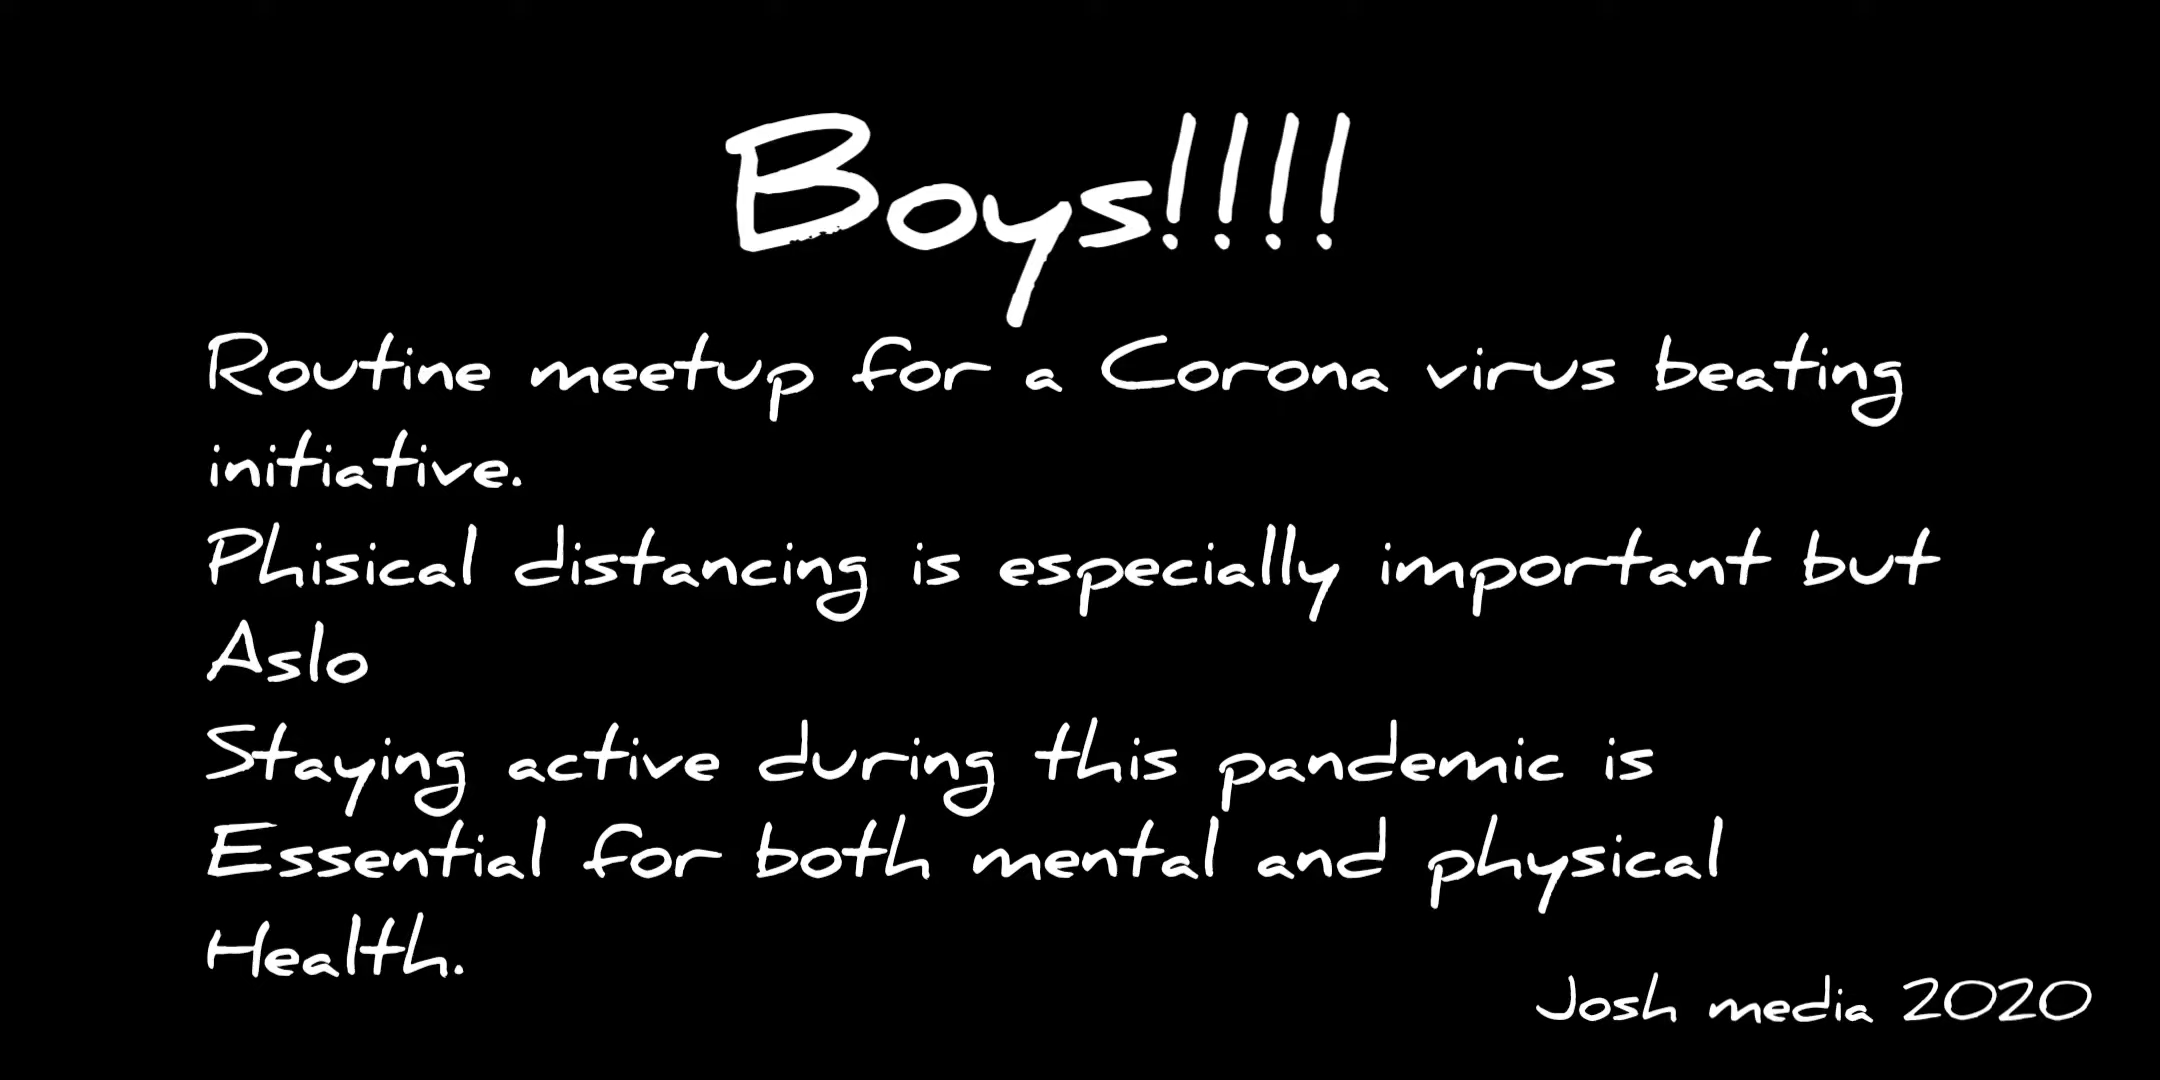 Boys!!!!
Routine meetup for a Corona virus beating
initiative.
Phisical distancing is especially important but
Aslo
Staying active during this pandemic is
Essential for both mental and physical
Health.
Josh media 2020